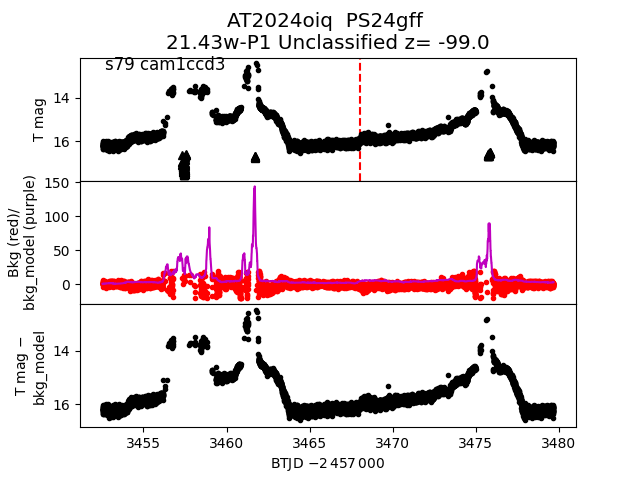 AT2024oiq  PS24gff
21.43w-P1 Unclassified z= -99.0
s79 cam1ccd3
T mag
14
16
Bkg (red)/
bkg_model (purple)
150
100
50
0
T mag −
bkg_model
14
16
3455 3460 3465 3470 3475 3480
BTJD −2 457 000